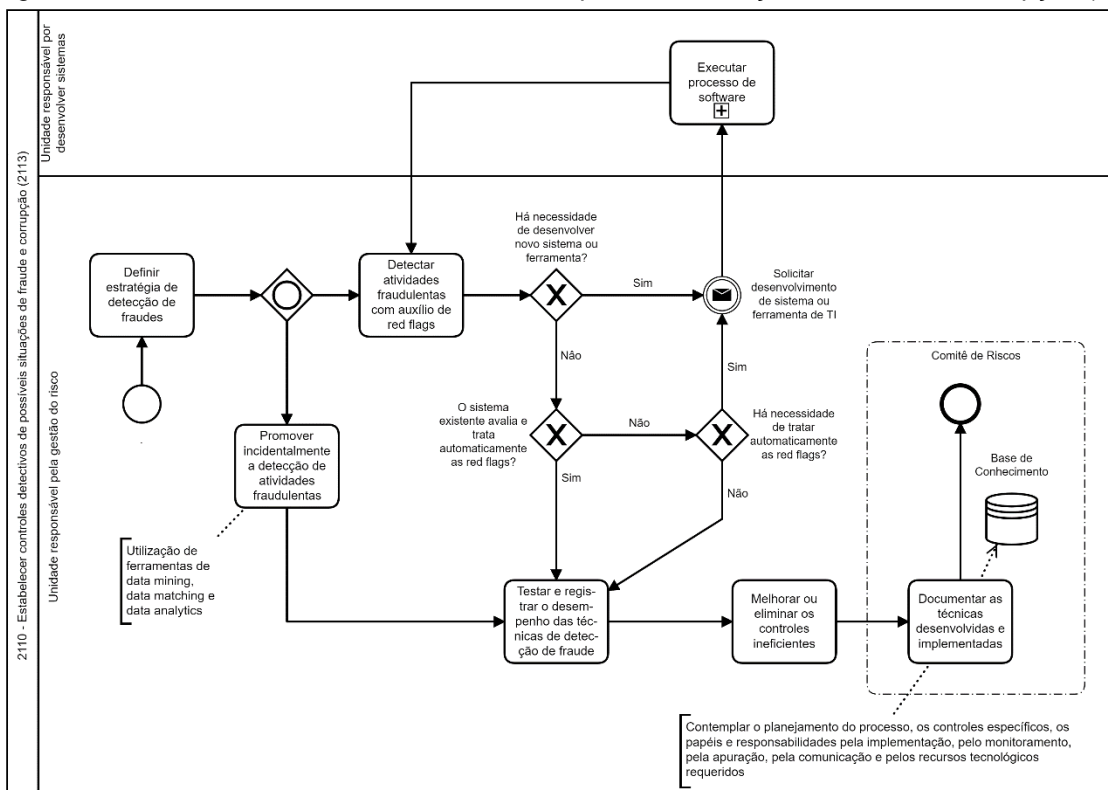 Unidade responsável por
desenvolver sistemas
Executar
processo de
software
2110 - Estabelecer controles detectivos de possíveis situações de fraude e corrupção (2113)
Unidade responsável pela gestão do risco
Definir
estratégia de
detecção de
fraudes
Detectar
atividades
fraudulentas
com auxílio de
red flags
Há necessidade
de desenvolver
novo sistema ou
ferramenta?
Sim
Solicitar
desenvolvimento
de sistema ou
ferramenta de TI
Não
Sim
O sistema
existente avalia e
trata
automaticamente
as red flags?
Não
Há necessidade
de tratar
automaticamente
as red flags?
Sim
Não
Promover
incidentalmente
a detecção de
atividades
fraudulentas
Utilização de
ferramentas de
data mining,
data matching e
data analytics
Comitê de Riscos
Base de
Conhecimento
Testar e regis-
trar o desem-
penho das téc-
nicas de detec-
ção de fraude
Melhorar ou
eliminar os
controles
ineficientes
Documentar as
técnicas
desenvolvidas e
implementadas
Contemplar o planejamento do processo, os controles específicos, os
papéis e responsabilidades pela implementação, pelo monitoramento,
pela apuração, pela comunicação e pelos recursos tecnológicos
requeridos